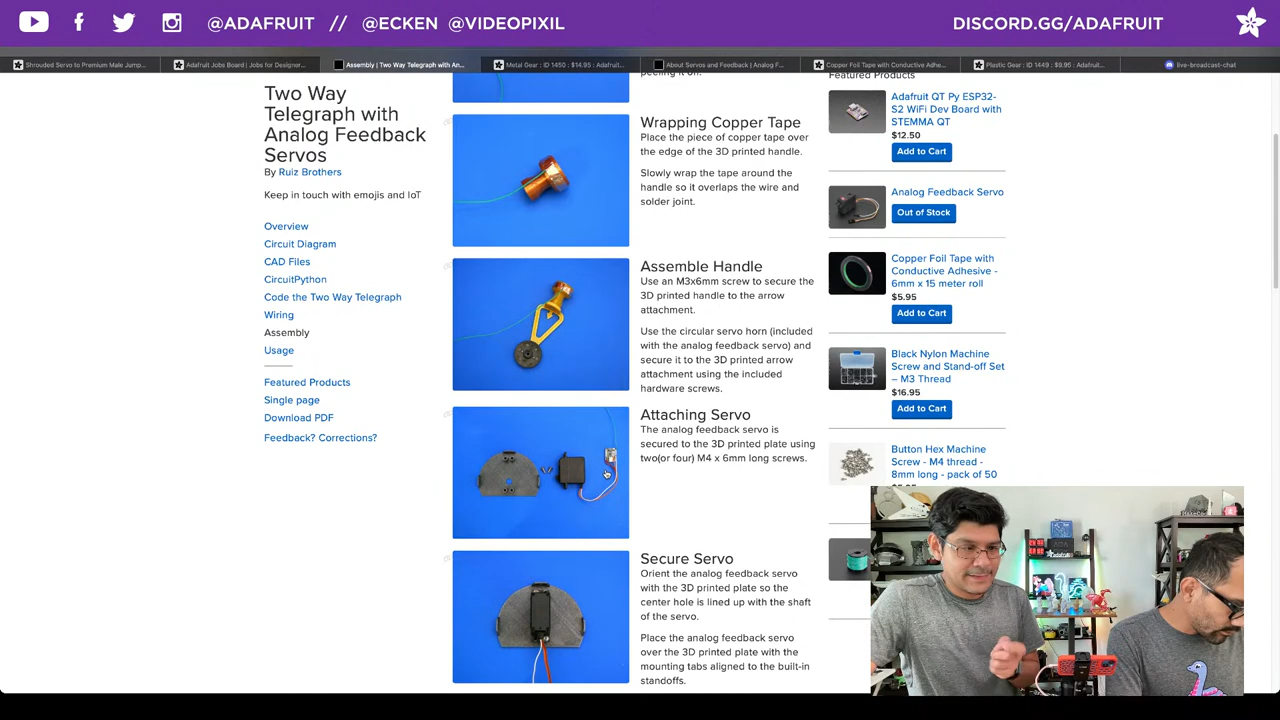 @ADAFRUIT // @ECKEN @VIDEOPIXIL
DISCORD.GG/ADAFRUIT
Shrouded Servo to Premium Male Jump...
Adafruit Jobs Board | Jobs for Designer...
Assembly | Two Way Telegraph with An...
Metal Gear : ID 1450 : $14.95 : Adafruit...
About Servos and Feedback | Analog F...
Copper Foil Tape with Conductive Adhe...
Plastic Gear : ID 1449 : $9.95 : Adafruit...
live-broadcast-chat
Two Way
Telegraph with
Analog Feedback
Servos
By Ruiz Brothers
Keep in touch with emojis and IoT
Overview
Circuit Diagram
CAD Files
CircuitPython
Code the Two Way Telegraph
Wiring
Assembly
Usage
Featured Products
Single page
Download PDF
Feedback? Corrections?
peeling it on.
Wrapping Copper Tape
Place the piece of copper tape over
the edge of the 3D printed handle.
Slowly wrap the tape around the
handle so it overlaps the wire and
solder joint.
Assemble Handle
Use an M3x6mm screw to secure the
3D printed handle to the arrow
attachment.
Use the circular servo horn (included
with the analog feedback servo) and
secure it to the 3D printed arrow
attachment using the included
hardware screws.
Attaching Servo
The analog feedback servo is
secured to the 3D printed plate using
two(or four) M4 x 6mm long screws.
Secure Servo
Orient the analog feedback servo
with the 3D printed plate so the
center hole is lined up with the shaft
of the servo.
Place the analog feedback servo
over the 3D printed plate with the
mounting tabs aligned to the built-in
standoffs.
Featured Products
Adafruit QT Py ESP32-
S2 WiFi Dev Board with
STEMMA QT
$12.50
Add to Cart
Analog Feedback Servo
Out of Stock
Copper Foil Tape with
Conductive Adhesive -
6mm x 15 meter roll
$5.95
Add to Cart
Black Nylon Machine
Screw and Stand-off Set
– M3 Thread
$16.95
Add to Cart
Button Hex Machine
Screw - M4 thread -
8mm long - pack of 50